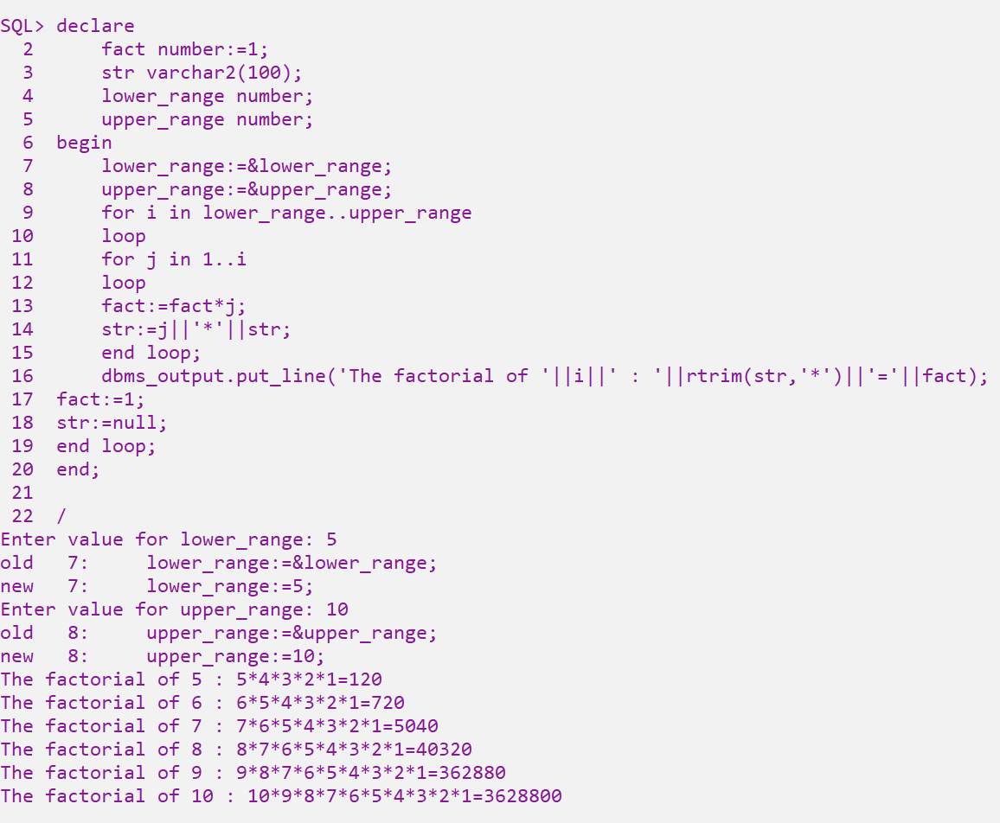 SQL> declare
  2      fact number:=1;
  3      str varchar2(100);
  4      lower_range number;
  5      upper_range number;
  6  begin
  7      lower_range:=&lower_range;
  8      upper_range:=&upper_range;
  9      for i in lower_range..upper_range
 10      loop
 11      for j in 1..i
 12      loop
 13      fact:=fact*j;
 14      str:=j||'*'||str;
 15      end loop;
 16      dbms_output.put_line('The factorial of '||i||' : '||rtrim(str,'*')||'='||fact);
 17  fact:=1;
 18  str:=null;
 19  end loop;
 20  end;
 21
 22  /
Enter value for lower_range: 5
old   7:     lower_range:=&lower_range;
new   7:     lower_range:=5;
Enter value for upper_range: 10
old   8:     upper_range:=&upper_range;
new   8:     upper_range:=10;
The factorial of 5 : 5*4*3*2*1=120
The factorial of 6 : 6*5*4*3*2*1=720
The factorial of 7 : 7*6*5*4*3*2*1=5040
The factorial of 8 : 8*7*6*5*4*3*2*1=40320
The factorial of 9 : 9*8*7*6*5*4*3*2*1=362880
The factorial of 10 : 10*9*8*7*6*5*4*3*2*1=3628800